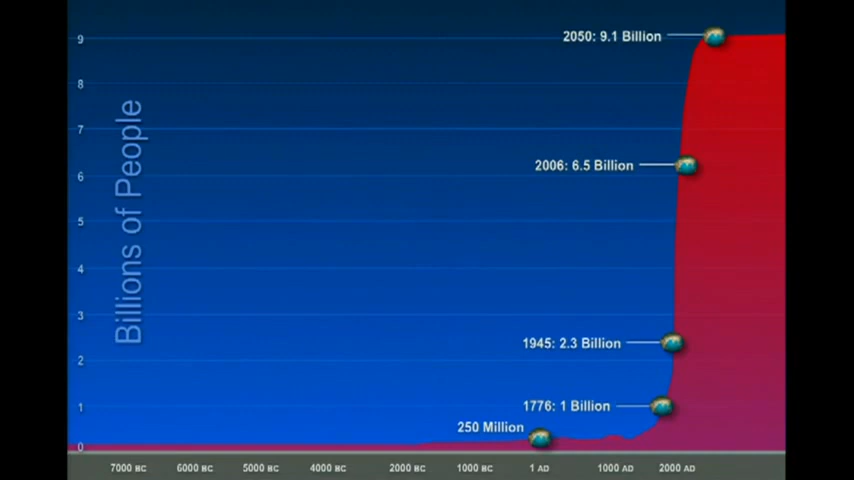 9
2050: 9.1 Billion
8
7
2006: 6.5 Billion
6
5
4
3
1945: 2.3 Billion
2
1
1776: 1 Billion
250 Million
0
Billions of People
7000 BC 6000 BC 5000 BC 4000 BC 2000 BC 1000 BC 1 AD 1000 AD 2000 AD